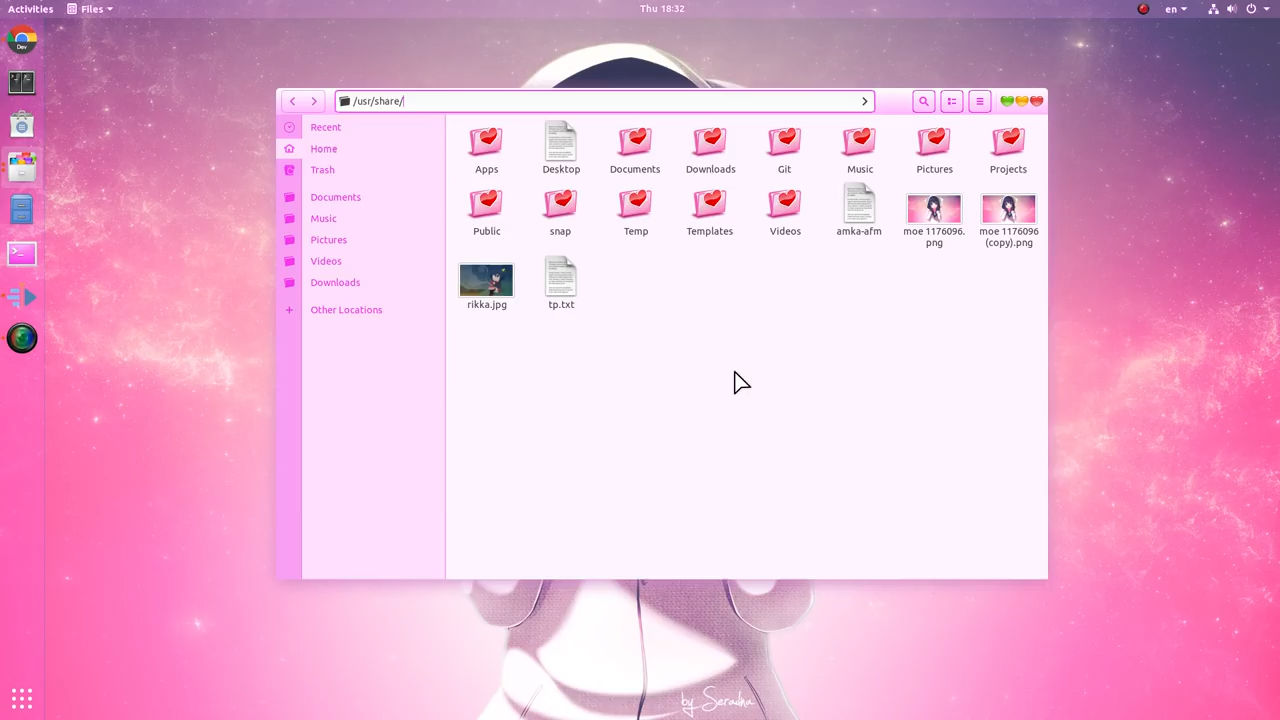 Activities
Files
Thu 18:32
en
Dev
/usr/share/
Recent
Home
Trash
Documents
Music
Pictures
Videos
Downloads
Other Locations
Apps
Desktop
Documents
Downloads
Git
Music
Pictures
Projects
Public
snap
Temp
Templates
Videos
amka-afm
moe 1176096.
png
moe 1176096
(copy).png
rikka.jpg
tp.txt
by Seradna